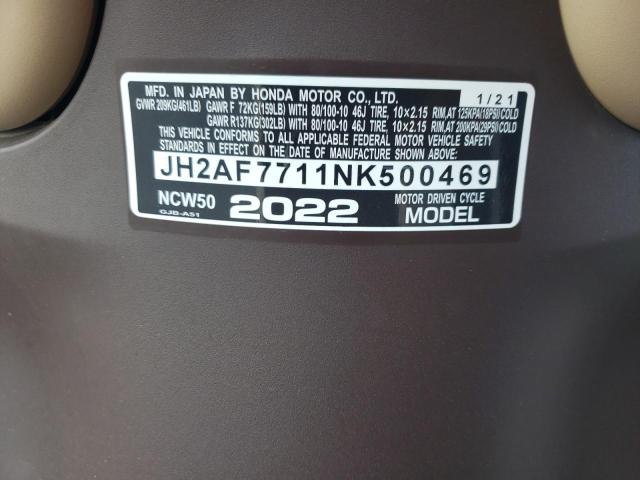 MFD. IN JAPAN BY HONDA MOTOR CO., LTD. 1/21
GVWR 209KG(461LB) GAWR F 72KG(159LB) WITH 80/100-10 46J TIRE, 10×2.15 RIM,AT 125KPA(18PSI)COLD
GAWR R137KG(302LB) WITH 80/100-10 46J TIRE, 10×2.15 RIM, AT 200KPA(29PSI)COLD
THIS VEHICLE CONFORMS TO ALL APPLICABLE FEDERAL MOTOR VEHICLE SAFETY
STANDARDS IN EFFECT ON THE DATE OF MANUFACTURE SHOWN ABOVE.
JH2AF7711NK500469
NCW50 2022 MOTOR DRIVEN CYCLE
GJB-A51 MODEL